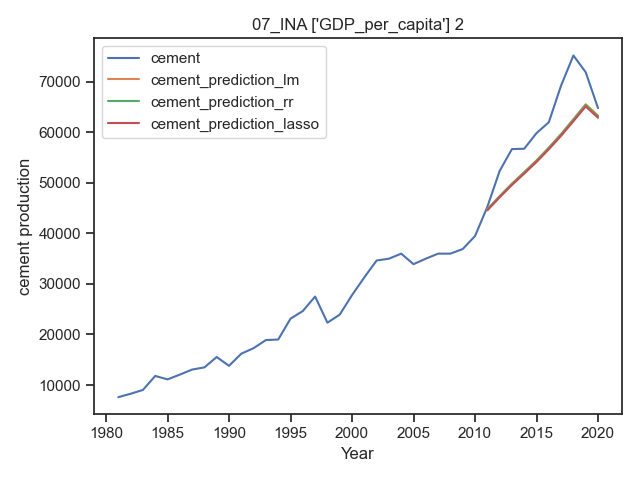 07_INA ['GDP_per_capita'] 2
cement
cement_prediction_lm
cement_prediction_rr
cement_prediction_lasso
cement production
70000
60000
50000
40000
30000
20000
10000
1980 1985 1990 1995 2000 2005 2010 2015 2020
Year